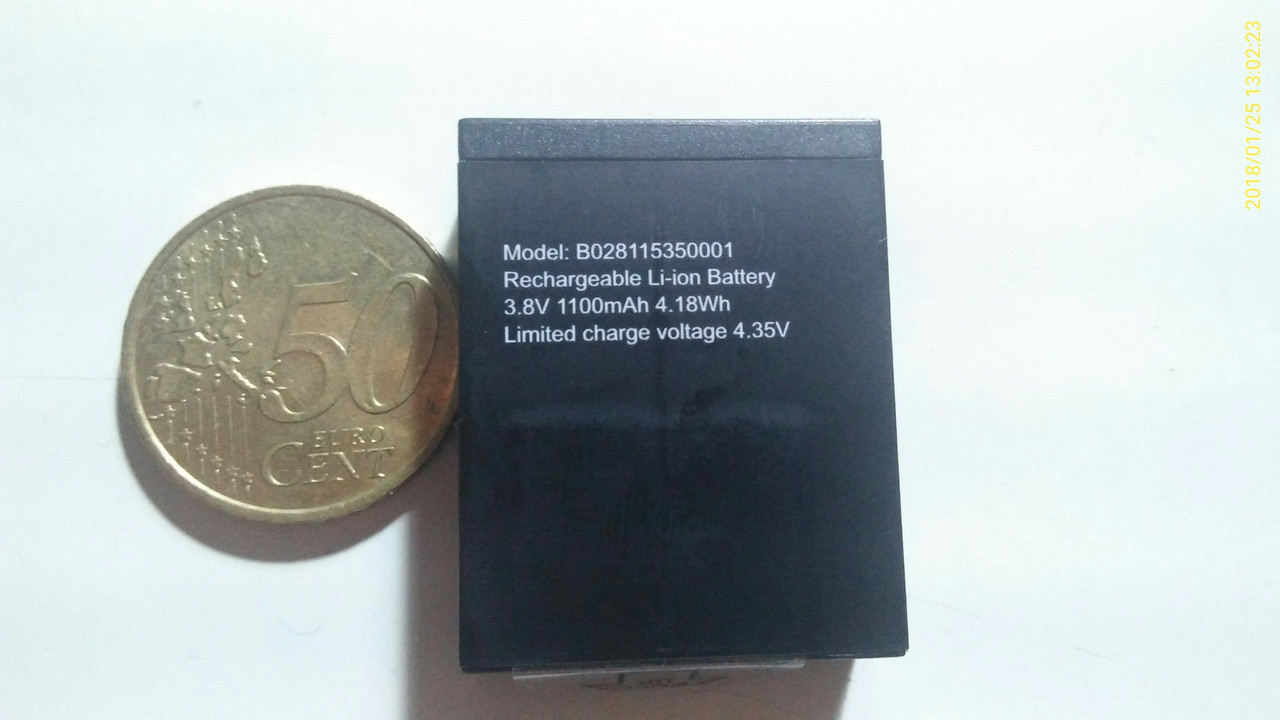 2018/01/25 13:02:23
Model: B028115350001
Rechargeable Li-ion Battery
3.8V 1100mAh 4.18Wh
Limited charge voltage 4.35V
50
EURO
CENT